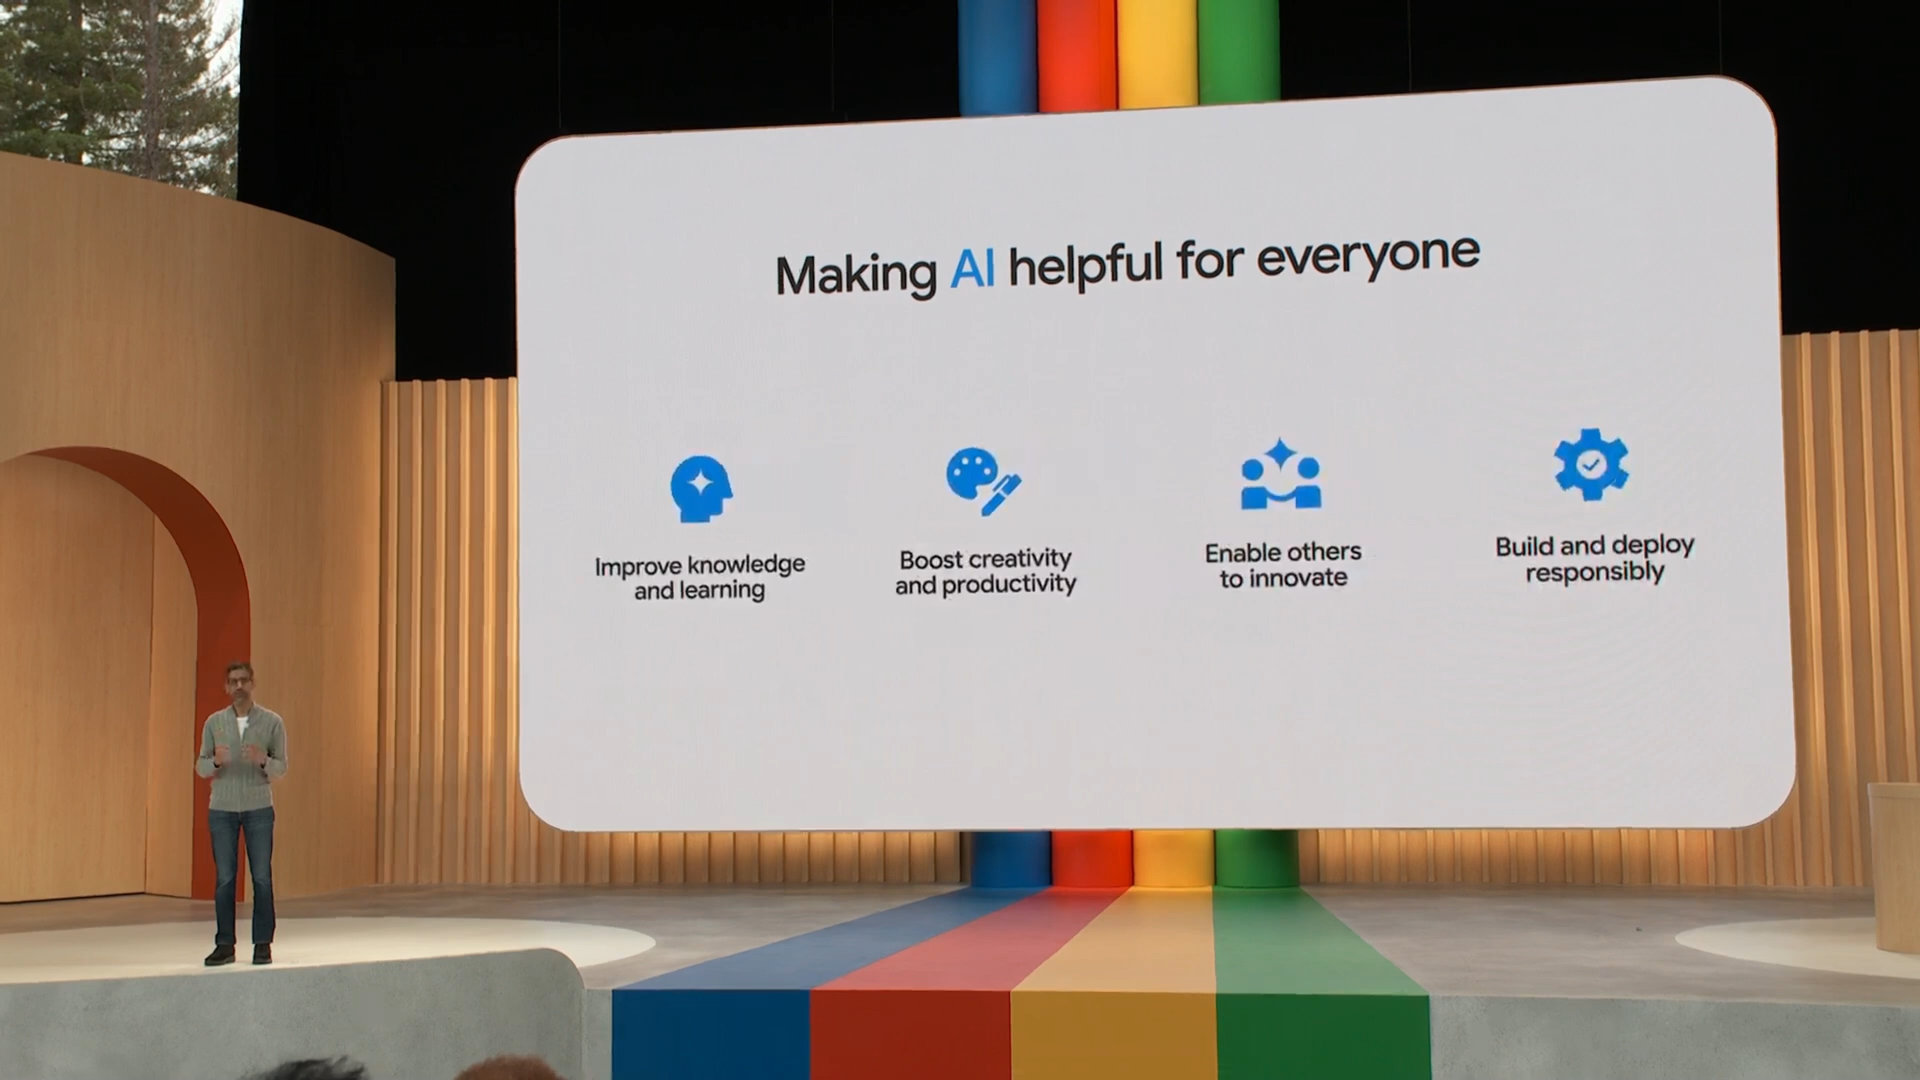 Making AI helpful for everyone
Improve knowledge
and learning
Boost creativity
and productivity
Enable others
to innovate
Build and deploy
responsibly